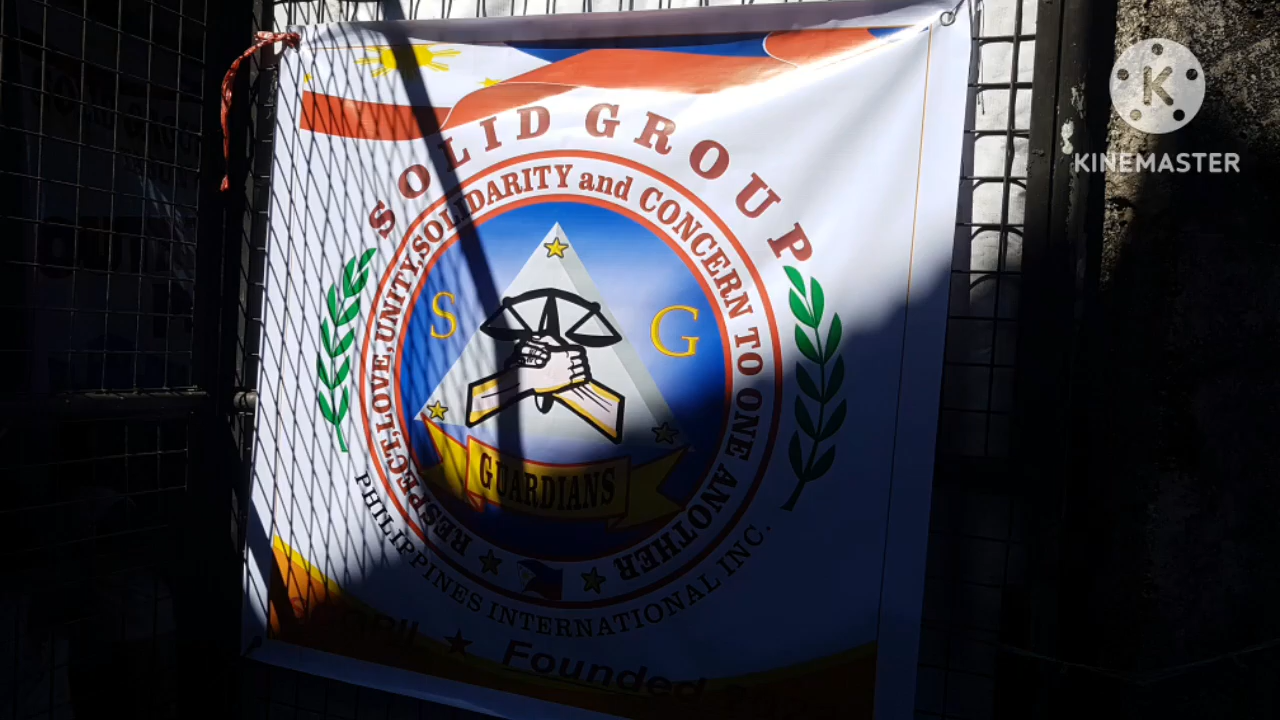 K
KINEMASTER
SOLID GROUP
RESPECT, LOVE, UNITY, SOLIDARITY and CONCERN TO ONE ANOTHER
S G
GUARDIANS
PHILIPPINES INTERNATIONAL INC.
Founded